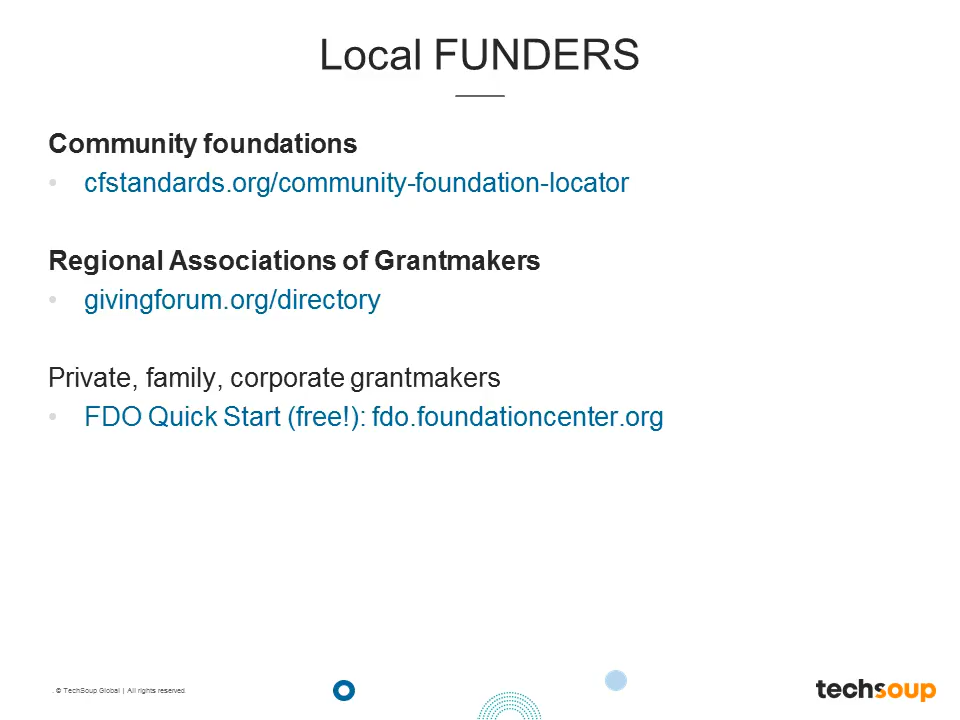 Local FUNDERS
Community foundations
• cfstandards.org/community-foundation-locator
Regional Associations of Grantmakers
• givingforum.org/directory
Private, family, corporate grantmakers
• FDO Quick Start (free!): fdo.foundationcenter.org
. © TechSoup Global | All rights reserved.
techsoup